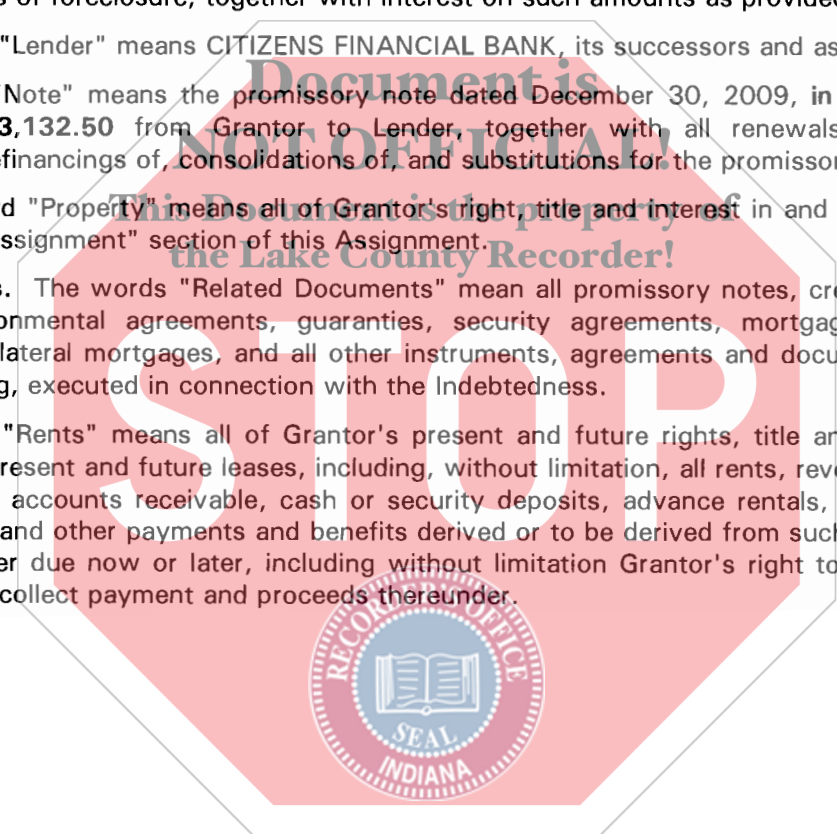 s of foreclosure, together with interest on such amounts as provided
"Lender" means CITIZENS FINANCIAL BANK, its successors and as
Document is
"Note" means the promissory note dated December 30, 2009, in
3,132.50 from Grantor to Lender, together with all renewals
NOT OFFICIAL!
financings of, consolidations of, and substitutions for the promissor
This Document is the property of
d "Property" means all of Grantor's right, title and interest in and
ssignment" section of this Assignment.
the Lake County Recorder!
s. The words "Related Documents" mean all promissory notes, cre
onmental agreements, guaranties, security agreements, mortgag
lateral mortgages, and all other instruments, agreements and docu
g, executed in connection with the Indebtedness.
STOP
"Rents" means all of Grantor's present and future rights, title an
resent and future leases, including, without limitation, all rents, reve
accounts receivable, cash or security deposits, advance rentals,
and other payments and benefits derived or to be derived from such
er due now or later, including without limitation Grantor's right to
collect payment and proceeds thereunder.
RECORDER'S OFFICE
SEAL
INDIANA